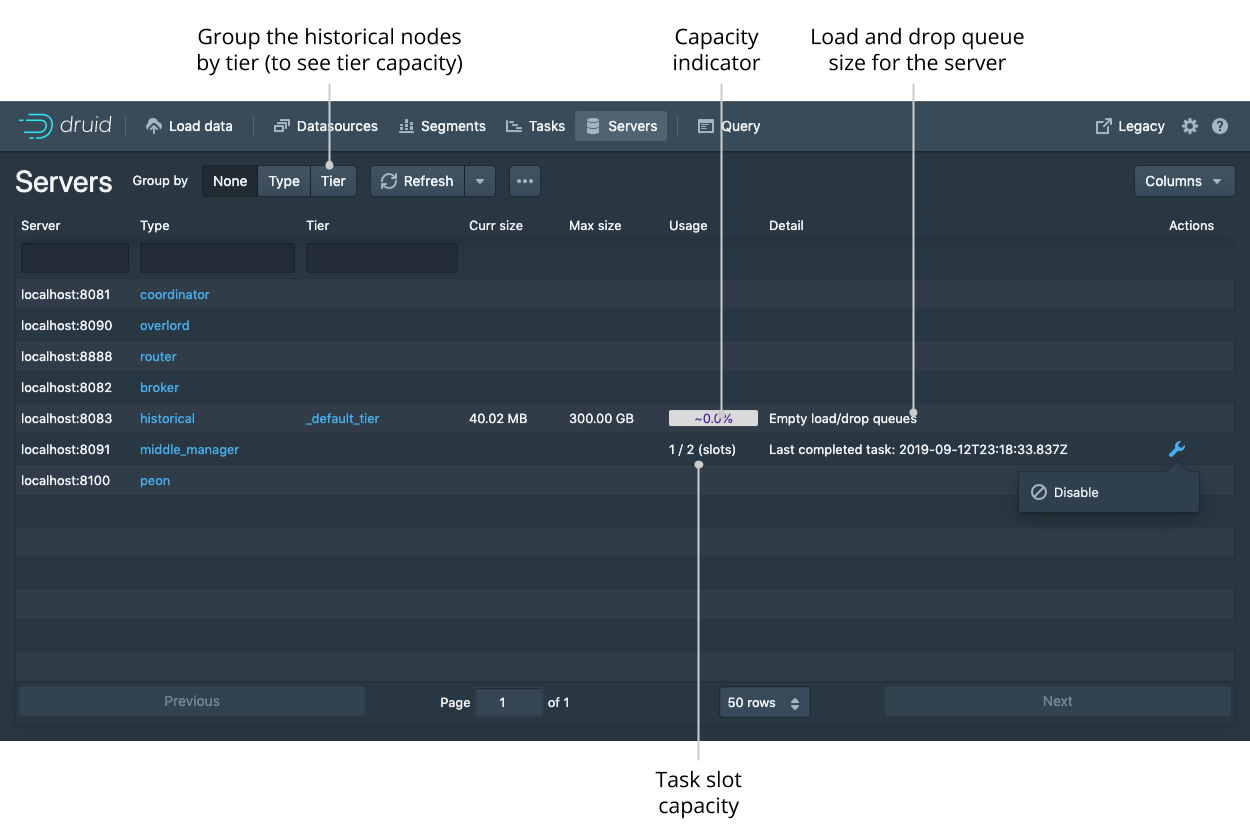 Group the historical nodes
by tier (to see tier capacity)
Capacity
indicator
Load and drop queue
size for the server
druid Load data Datasources Segments Tasks Servers Query Legacy
Servers Group by None Type Tier Refresh Columns
Server Type Tier Curr size Max size Usage Detail Actions
localhost:8081 coordinator
localhost:8090 overlord
localhost:8888 router
localhost:8082 broker
localhost:8083 historical _default_tier 40.02 MB 300.00 GB ~0.0% Empty load/drop queues
localhost:8091 middle_manager 1 / 2 (slots) Last completed task: 2019-09-12T23:18:33.837Z
localhost:8100 peon
Disable
Previous Page 1 of 1 50 rows Next
Task slot
capacity